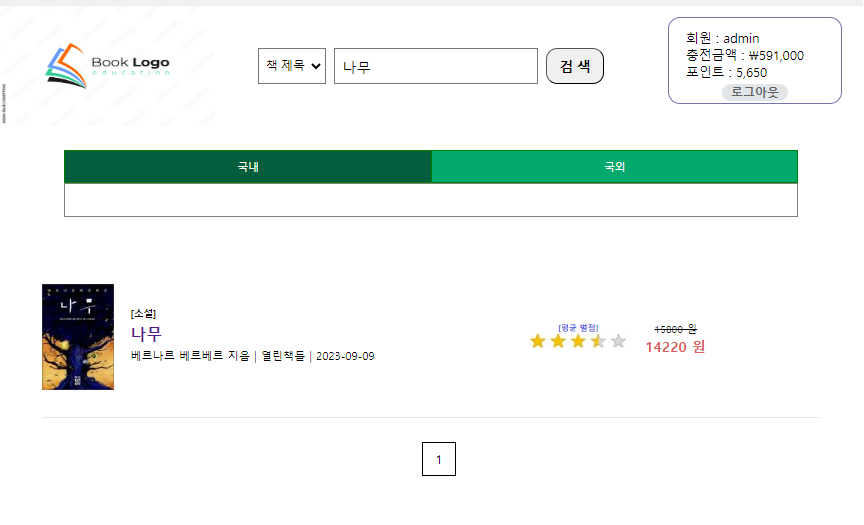 Book Logo
education
책 제목
나무
검 색
회원 : admin
충전금액 : ₩591,000
포인트 : 5,650
로그아웃
국내
국외
나무
[소설]
나무
베르나르 베르베르 지음 | 열린책들 | 2023-09-09
[평균 별점]
15800 원
14220 원
1